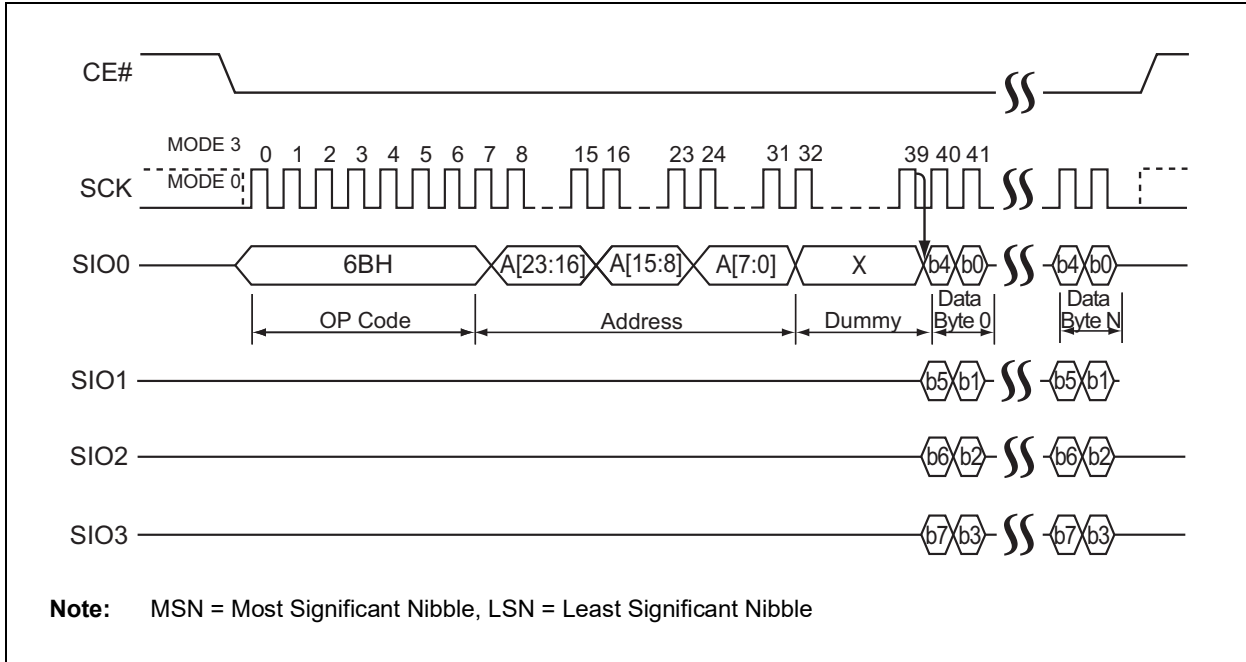 CE#
MODE 3
0 1 2 3 4 5 6 7 8 15 16 23 24 31 32 39 40 41
SCK
MODE 0
SIO0 6BH A[23:16] A[15:8] A[7:0] X b4 b0 b4 b0
OP Code Address Dummy Data Byte 0 Data Byte N
SIO1 b5 b1 b5 b1
SIO2 b6 b2 b6 b2
SIO3 b7 b3 b7 b3
Note: MSN = Most Significant Nibble, LSN = Least Significant Nibble